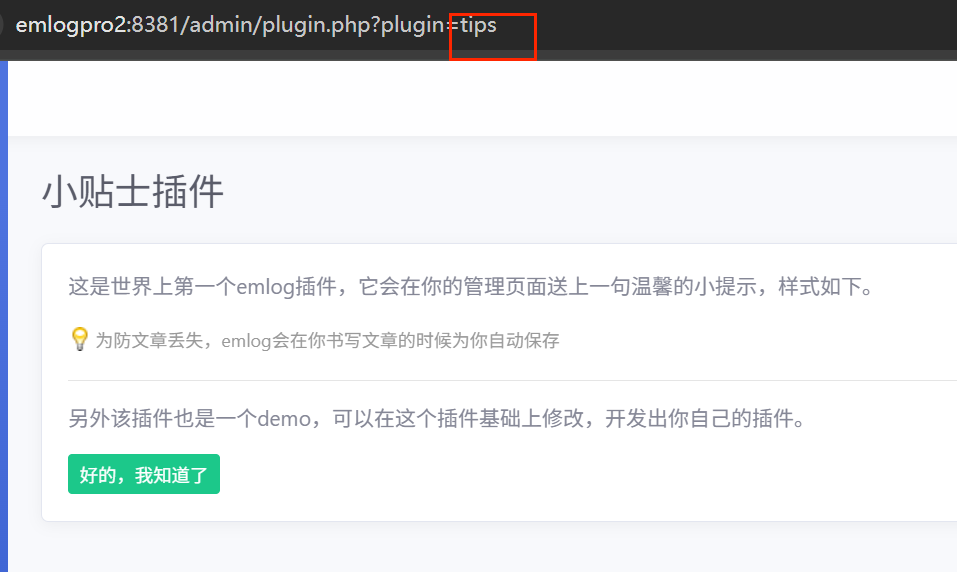 emlogpro2:8381/admin/plugin.php?plugin=tips
小贴士插件
这是世界上第一个emlog插件，它会在你的管理页面送上一句温馨的小提示，样式如下。
为防文章丢失，emlog会在你书写文章的时候为你自动保存
另外该插件也是一个demo，可以在这个插件基础上修改，开发出你自己的插件。
好的，我知道了